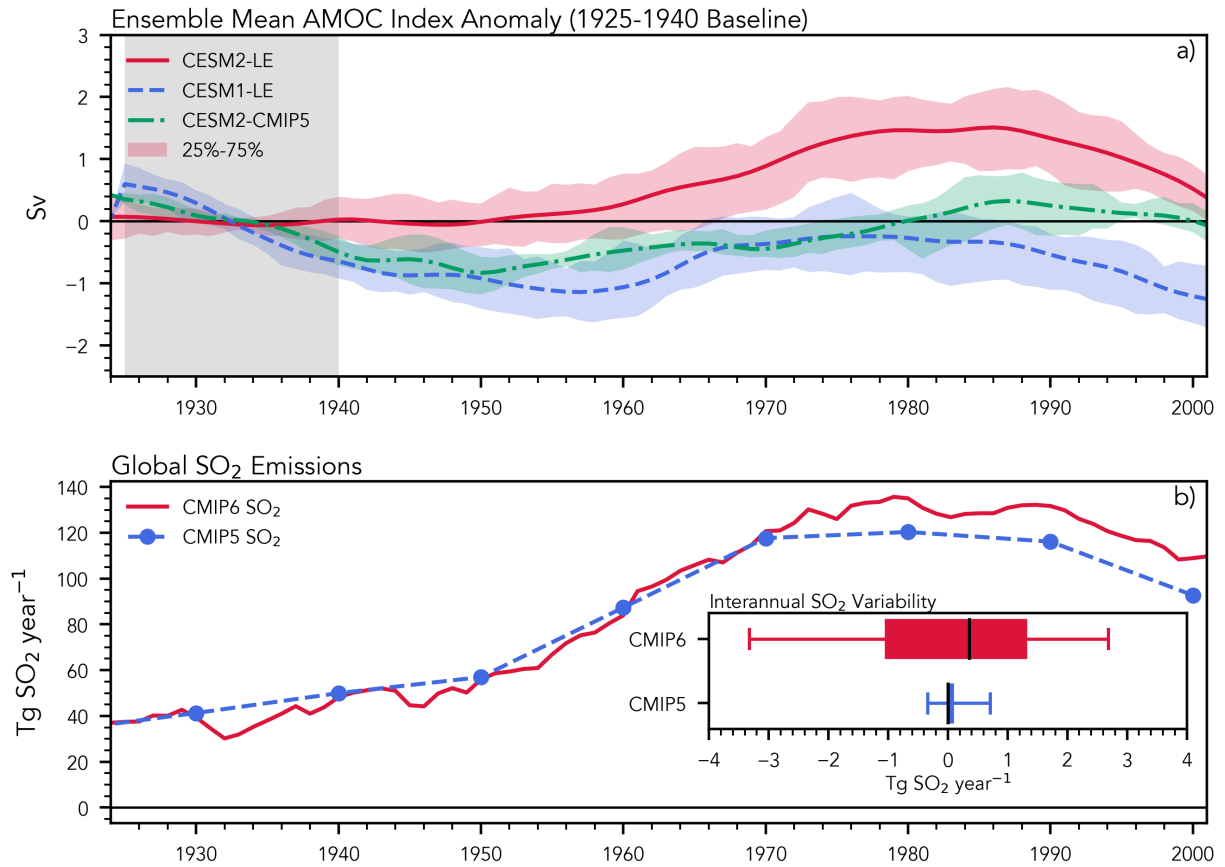 Ensemble Mean AMOC Index Anomaly (1925-1940 Baseline)
a)
CESM2-LE
CESM1-LE
CESM2-CMIP5
25%-75%
Sv
3
2
1
0
−1
−2
1930 1940 1950 1960 1970 1980 1990 2000
Global SO₂ Emissions
b)
CMIP6 SO₂
CMIP5 SO₂
Tg SO₂ year⁻¹
140
120
100
80
60
40
20
0
Interannual SO₂ Variability
CMIP6
CMIP5
−4 −3 −2 −1 0 1 2 3 4
Tg SO₂ year⁻¹
1930 1940 1950 1960 1970 1980 1990 2000